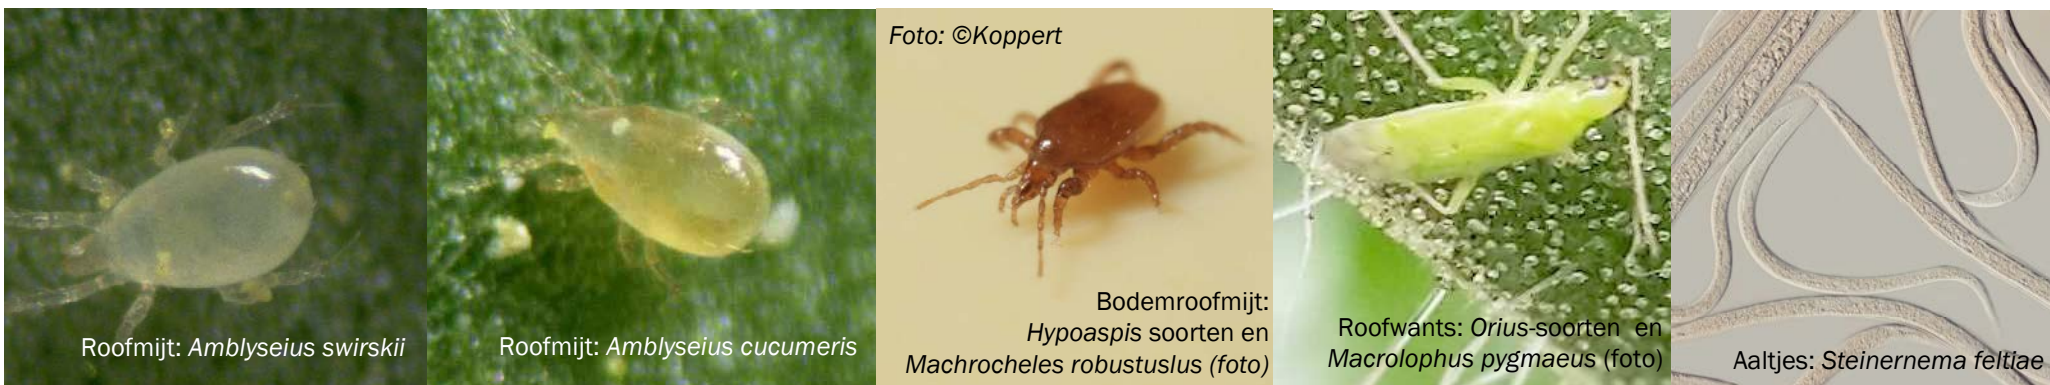 Roofmijt: Amblyseius swirskii
Roofmijt: Amblyseius cucumeris
Foto: ©Koppert
Bodemroofmijt:
Hypoaspis soorten en
Machrocheles robustuslus (foto)
Roofwants: Orius-soorten en
Macrolophus pygmaeus (foto)
Aaltjes: Steinernema feltiae